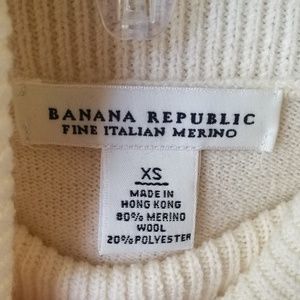 BANANA REPUBLIC
FINE ITALIAN MERINO
XS
MADE IN
HONG KONG
80% MERINO
WOOL
20% POLYESTER